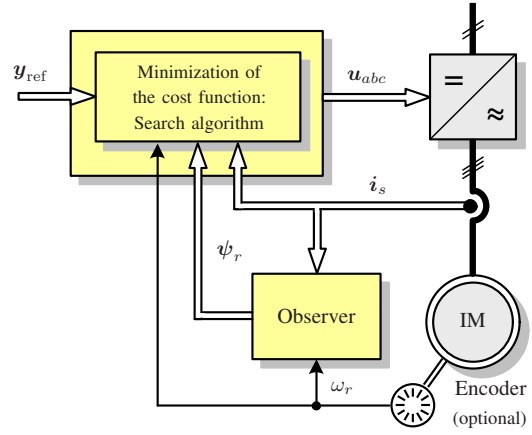 y_ref
Minimization of
the cost function:
Search algorithm
u_abc
=
≈
i_s
ψ_r
Observer
IM
ω_r
Encoder
(optional)